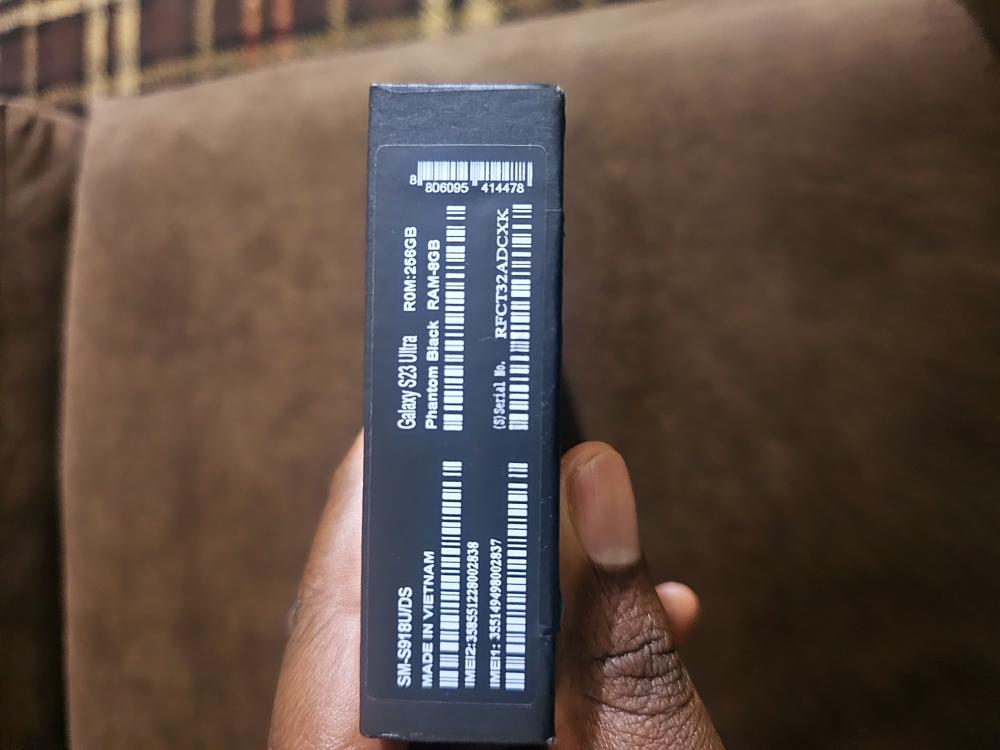 8 806095 414478
Galaxy S23 Ultra ROM:256GB
Phantom Black RAM-8GB
(S)Serial No. RFCT32ADCXK
SM-S918U/DS
MADE IN VIETNAM
IMEI2:358551228002838
IMEI1: 355149498002837